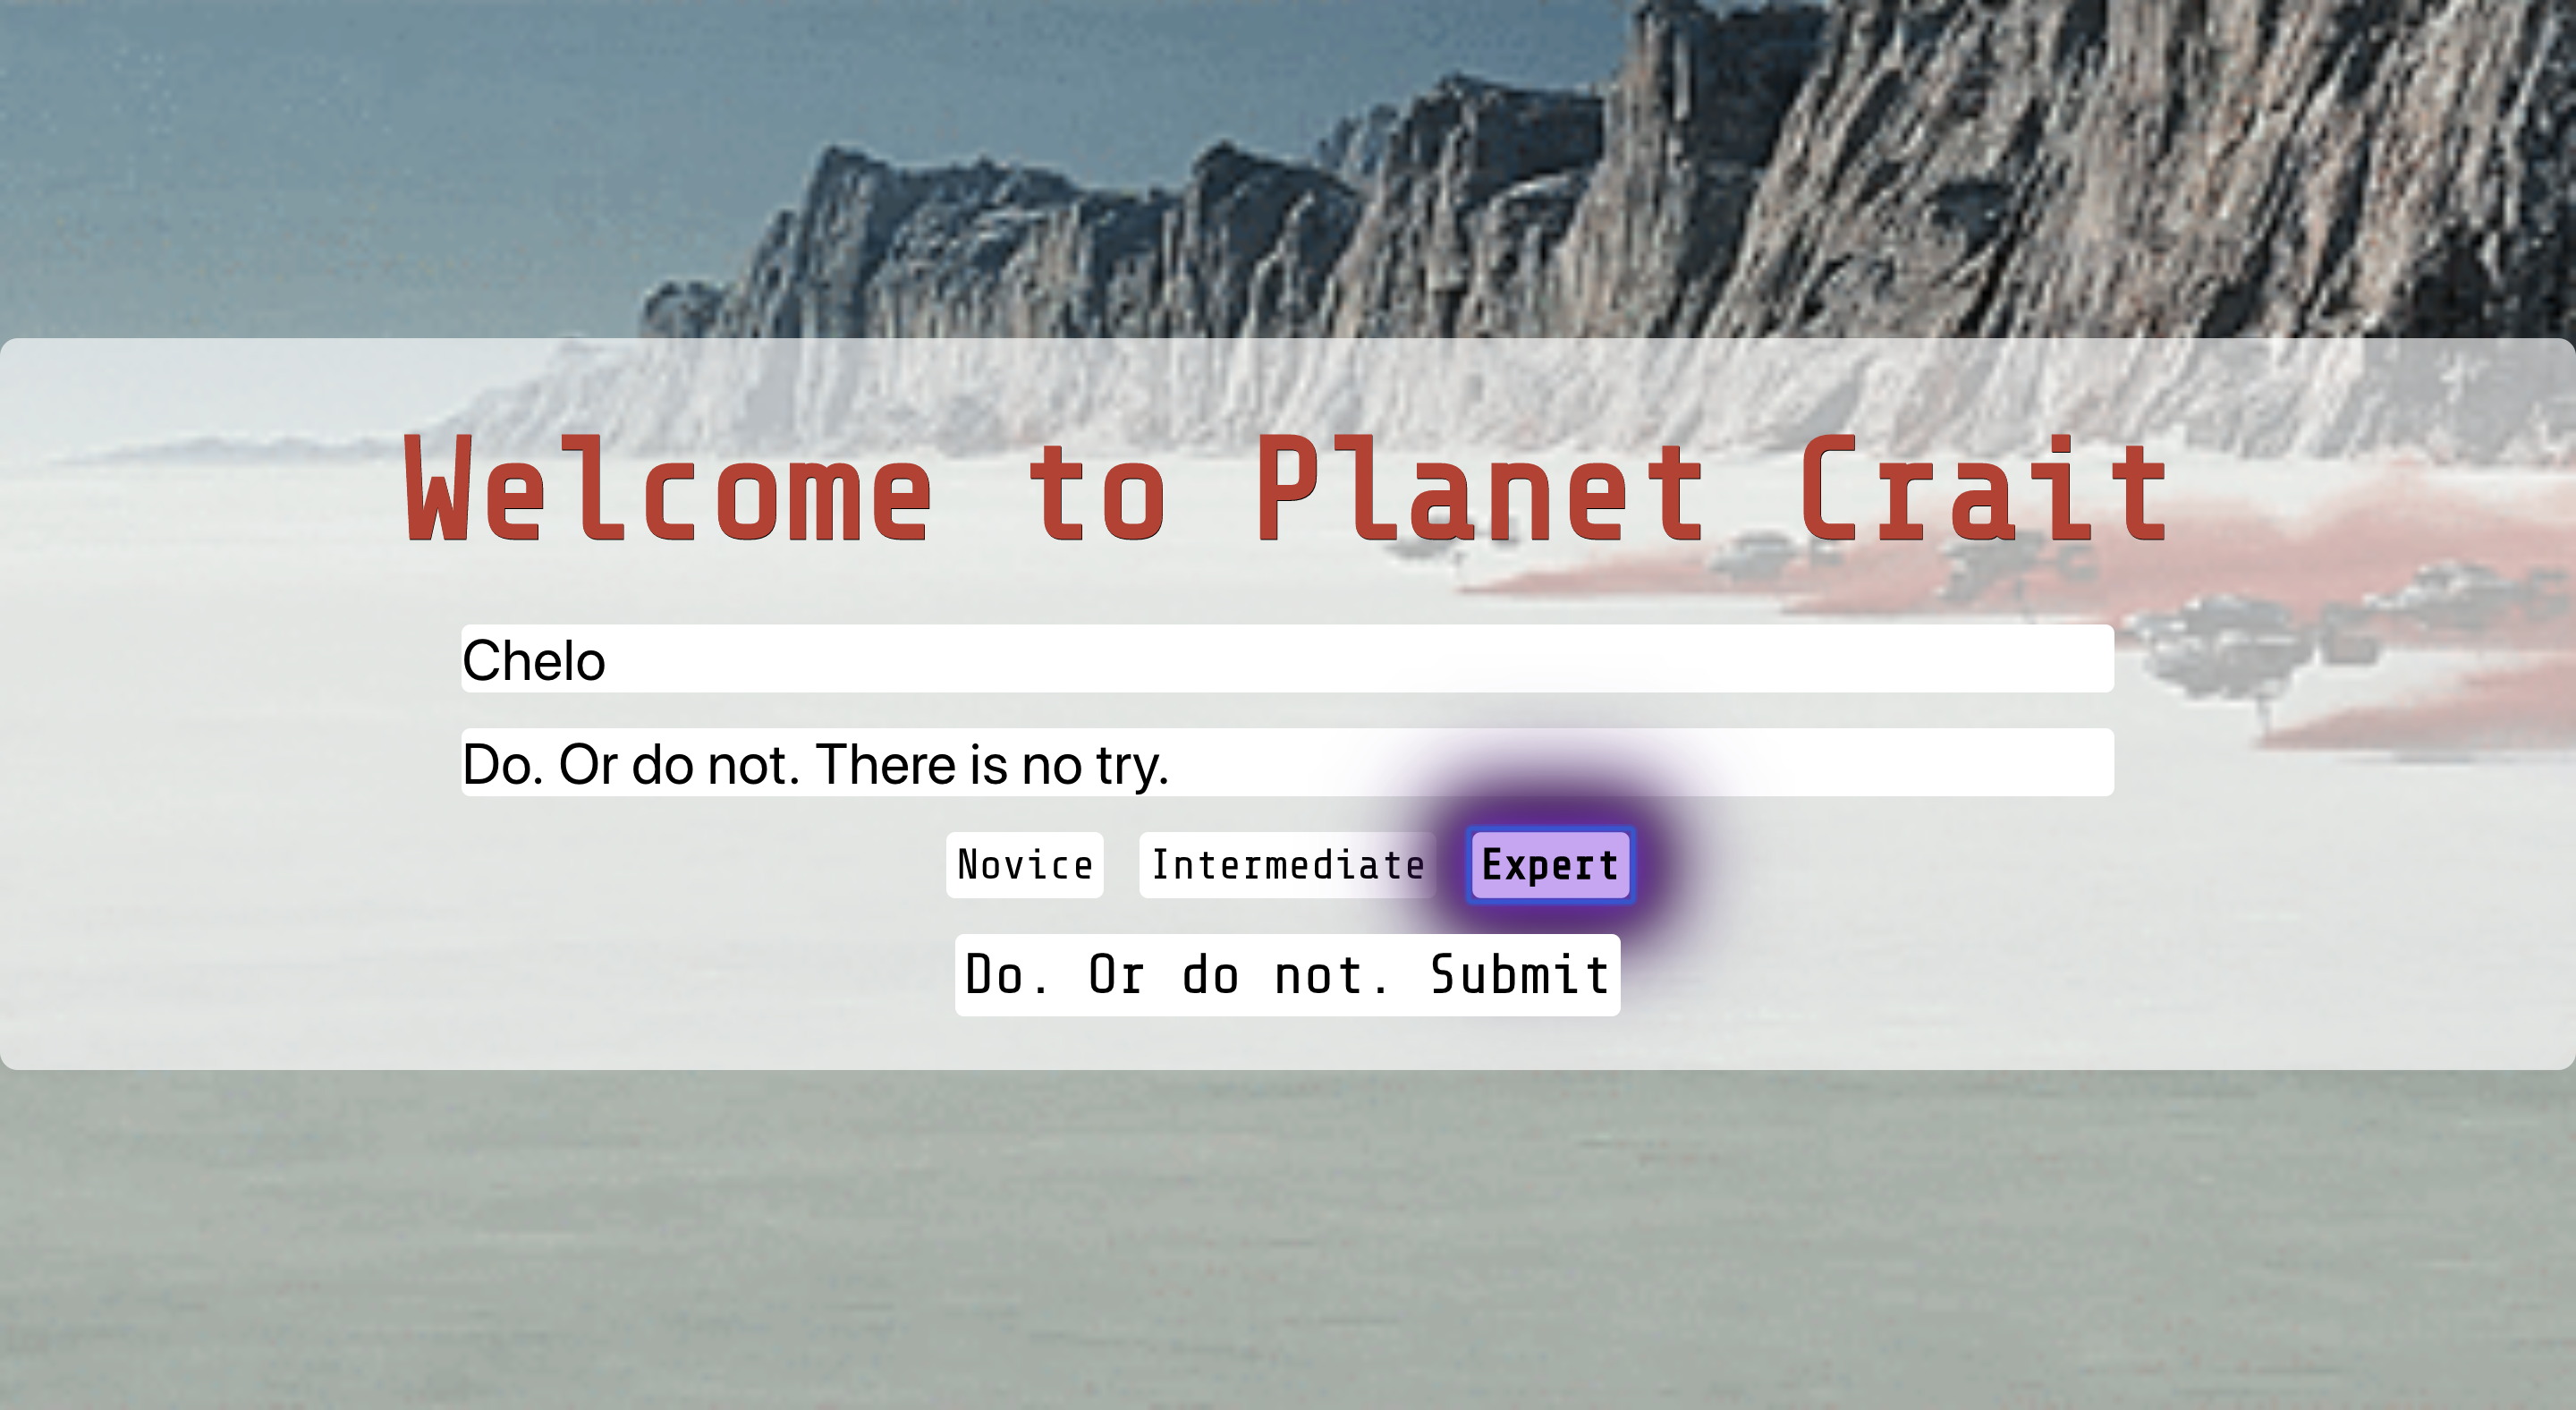 Welcome to Planet Crait
Chelo
Do. Or do not. There is no try.
Novice Intermediate Expert
Do. Or do not. Submit